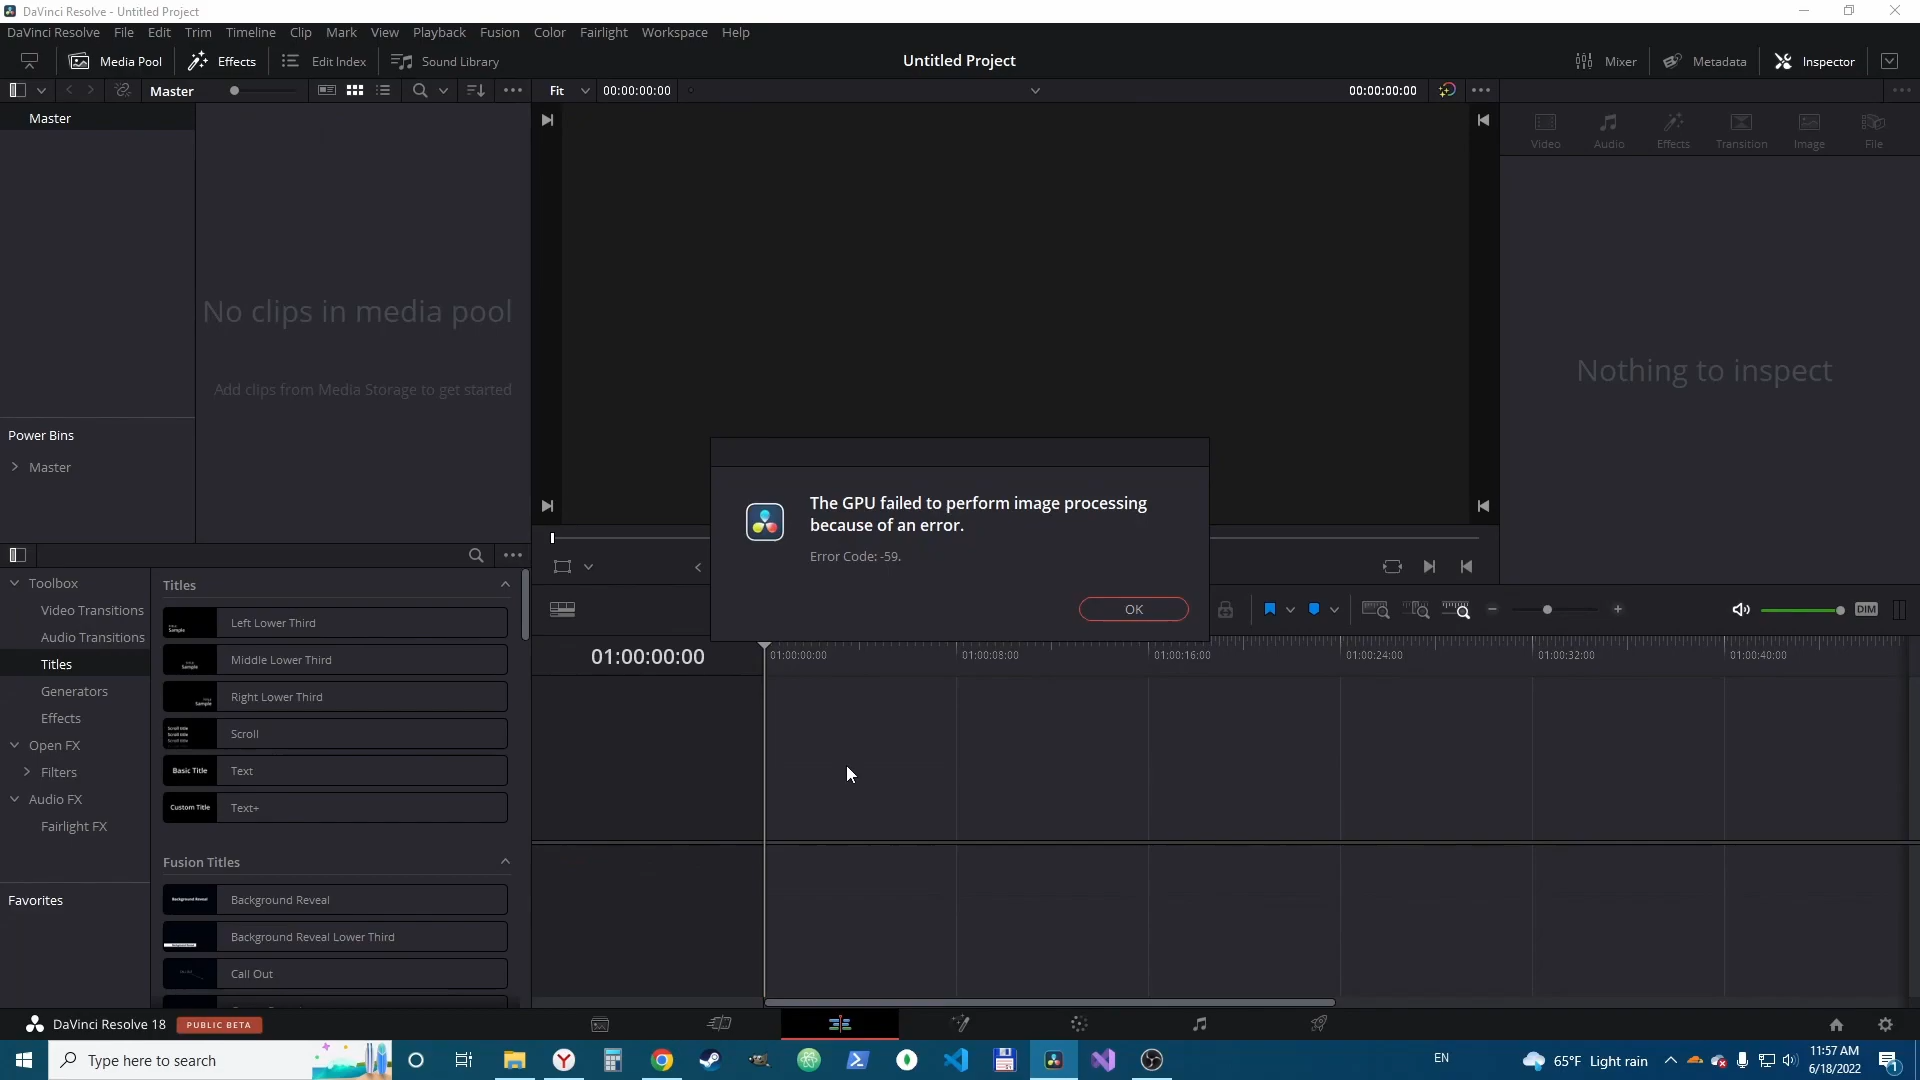 DaVinci Resolve - Untitled Project
DaVinci Resolve File Edit Trim Timeline Clip Mark View Playback Fusion Color Fairlight Workspace Help
Media Pool Effects Edit Index Sound Library Untitled Project Mixer Metadata Inspector
Master Fit 00:00:00:00 00:00:00:00
Master
Video Audio Effects Transition Image File
No clips in media pool
Add clips from Media Storage to get started
Nothing to inspect
Power Bins
Master
The GPU failed to perform image processing
because of an error.
Error Code: -59.
OK
DIM
Toolbox
Video Transitions
Audio Transitions
Titles
Generators
Effects
Open FX
Filters
Audio FX
Fairlight FX
Favorites
Titles
Left Lower Third
Middle Lower Third
Right Lower Third
Scroll
Basic Title Text
Custom Title Text+
Fusion Titles
Background Reveal Background Reveal
Background Reveal Lower Third
Call Out
01:00:00:00
01:00:00:00 01:00:08:00 01:00:16:00 01:00:24:00 01:00:32:00 01:00:40:00
DaVinci Resolve 18 PUBLIC BETA
Type here to search
EN
65°F Light rain
11:57 AM
6/18/2022
1